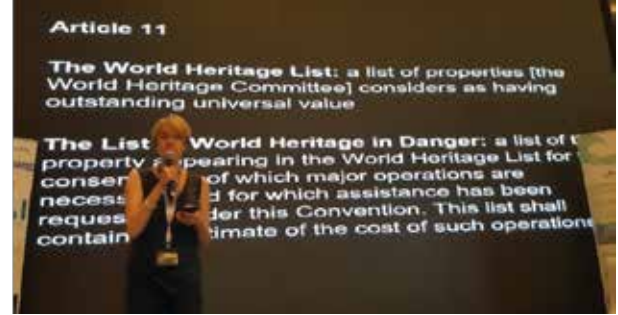 Article 11
The World Heritage List: a list of properties [the
World Heritage Committee] considers as having
outstanding universal value
The List World Heritage in Danger: a list of
property appearing in the World Heritage List for
of which major operations are
for which assistance has been
this Convention. This list shall
contain of the cost of such operations